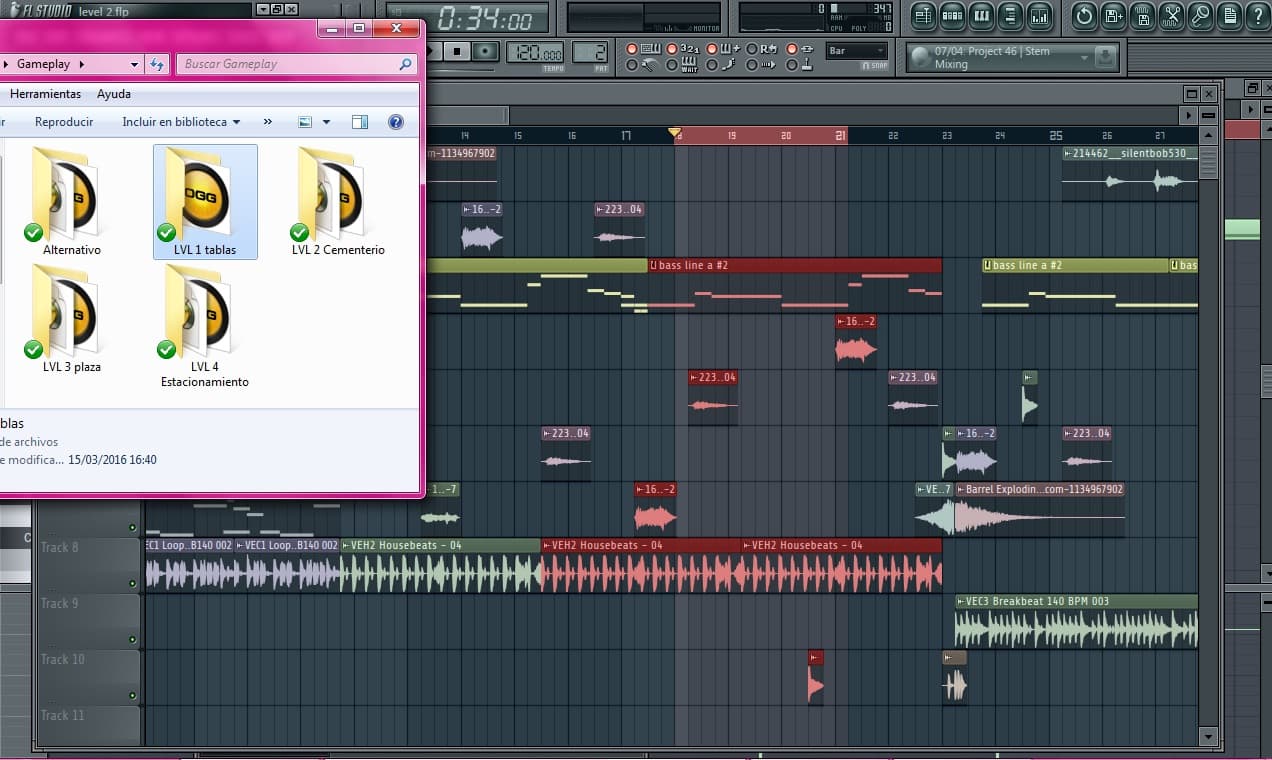 FL STUDIO level 2.flp
0:34:00
MONITOR
347
RAM
CPU POLY
0
Gameplay
Buscar Gameplay
120.000
TEMPO
2
PAT
321
WAIT
Bar
SNAP
07/04: Project 46 | Stem
Mixing
Herramientas Ayuda
Reproducir Incluir en biblioteca »
14 15 16 17 18 19 20 21 22 23 24 25 26 27
m-1134967902
214462__silentbob530__
16..-2
223..04
Alternativo
LVL 1 tablas
LVL 2 Cementerio
OGG
bass line a #2
bass line a #2
bas
16..-2
LVL 3 plaza
LVL 4
Estacionamiento
223..04
223..04
blas
de archivos
e modifica... 15/03/2016 16:40
223..04
16..-2
223..04
1..-7
16..-2
VE..7
Barrel Explodin...com-1134967902
Track 8
EC1 Loop..B140 002
VEC1 Loop..B140 002
VEH2 Housebeats - 04
VEH2 Housebeats - 04
VEH2 Housebeats - 04
Track 9
VEC3 Breakbeat 140 BPM 003
Track 10
Track 11